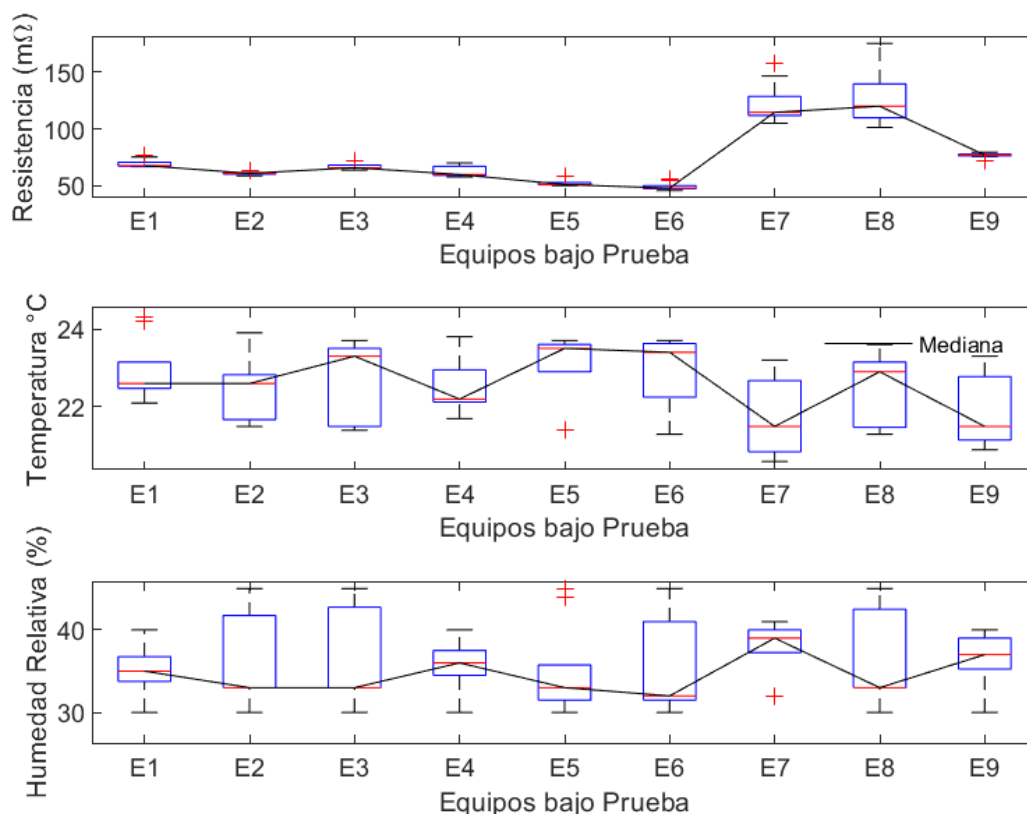 Resistencia (mΩ)
150
100
50
E1 E2 E3 E4 E5 E6 E7 E8 E9
Equipos bajo Prueba
Temperatura °C
24
22
Mediana
E1 E2 E3 E4 E5 E6 E7 E8 E9
Equipos bajo Prueba
Humedad Relativa (%)
40
30
E1 E2 E3 E4 E5 E6 E7 E8 E9
Equipos bajo Prueba